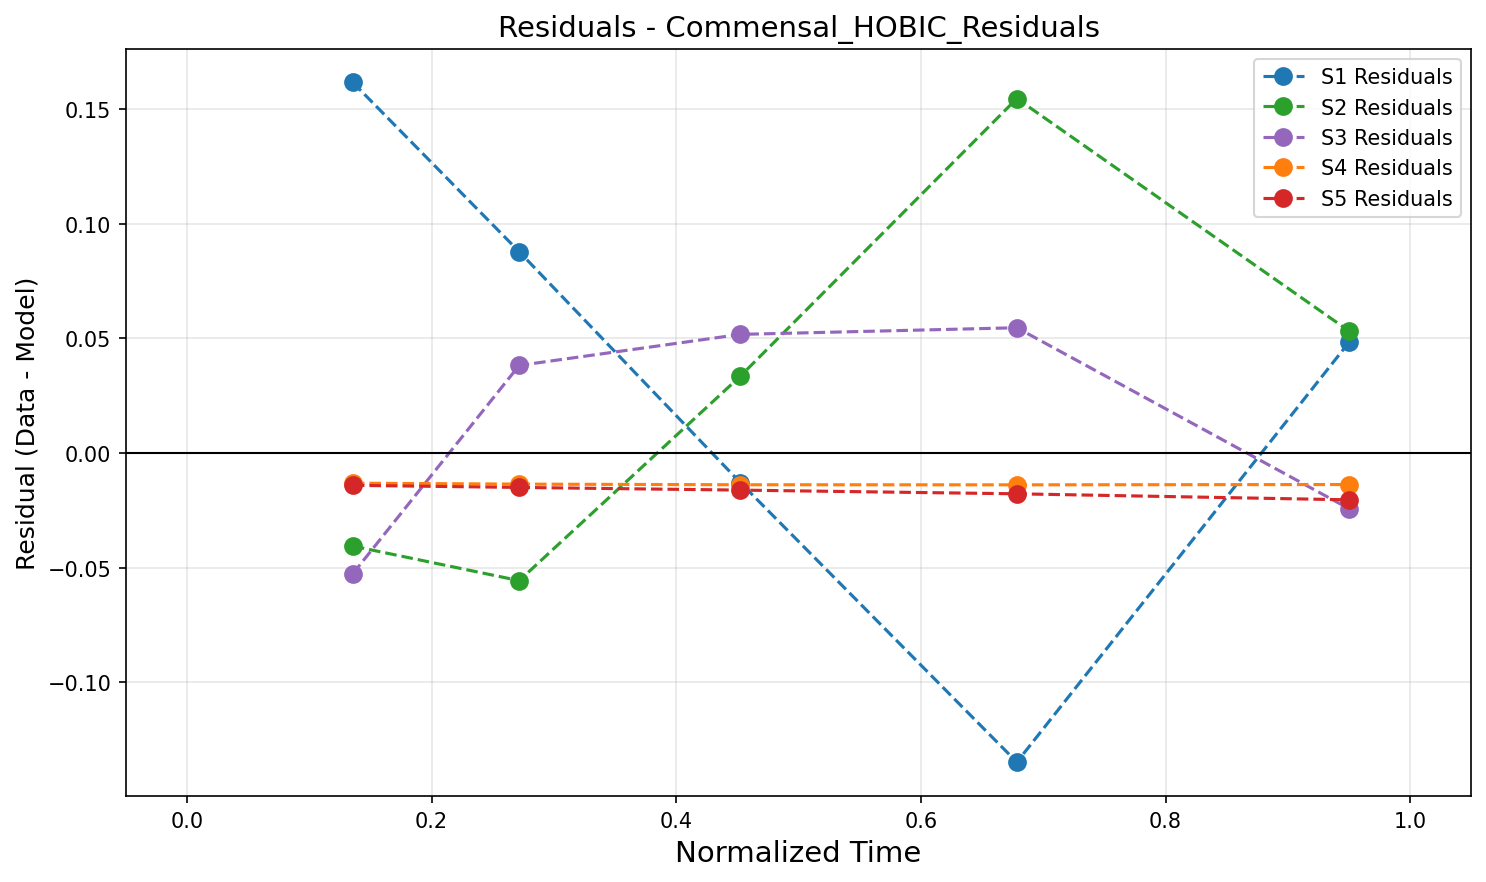 Residuals - Commensal_HOBIC_Residuals
S1 Residuals
S2 Residuals
S3 Residuals
S4 Residuals
S5 Residuals
Residual (Data - Model)
0.15
0.10
0.05
0.00
−0.05
−0.10
0.0 0.2 0.4 0.6 0.8 1.0
Normalized Time